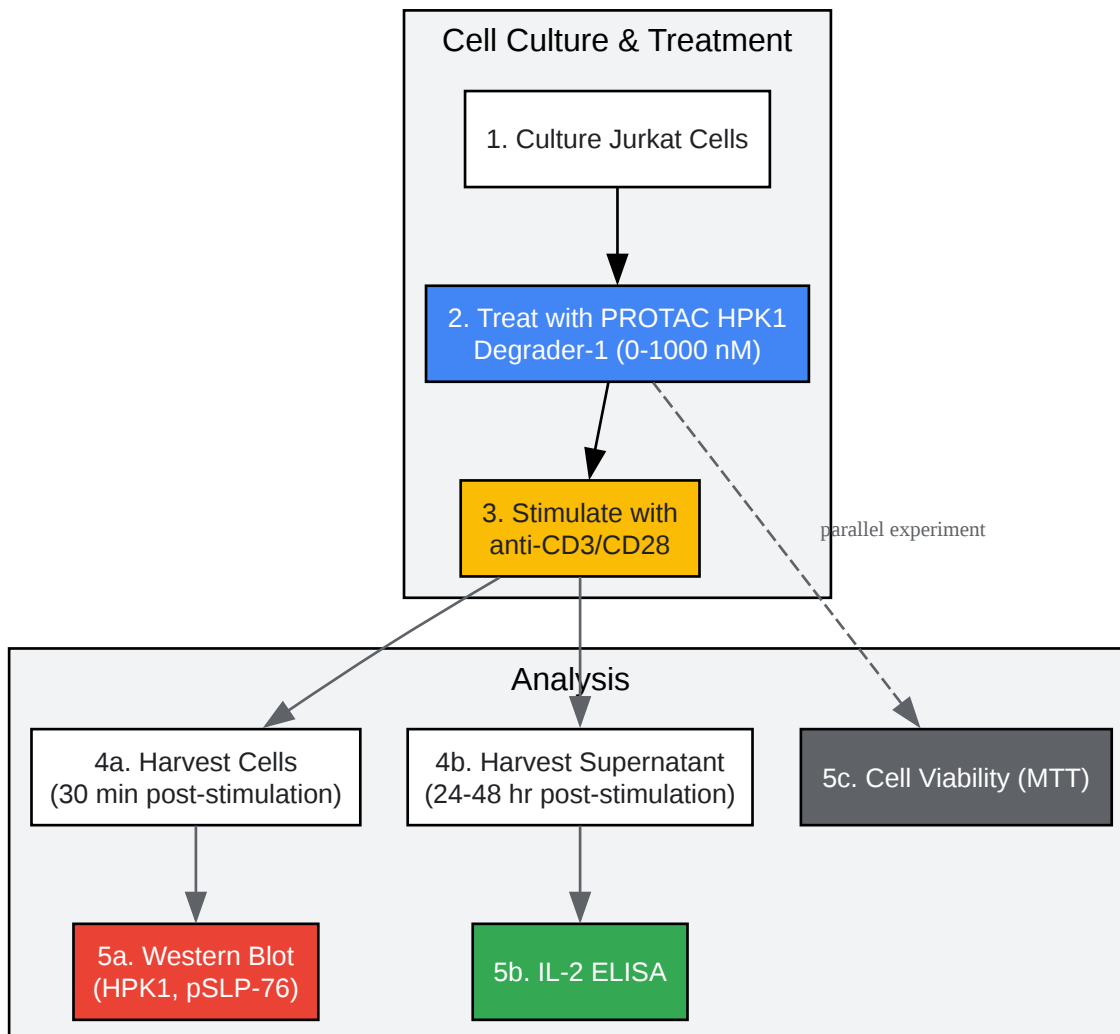 Cell Culture & Treatment
1. Culture Jurkat Cells
2. Treat with PROTAC HPK1
Degrader-1 (0-1000 nM)
3. Stimulate with
anti-CD3/CD28
parallel experiment
Analysis
4a. Harvest Cells
(30 min post-stimulation)
4b. Harvest Supernatant
(24-48 hr post-stimulation)
5c. Cell Viability (MTT)
5a. Western Blot
(HPK1, pSLP-76)
5b. IL-2 ELISA